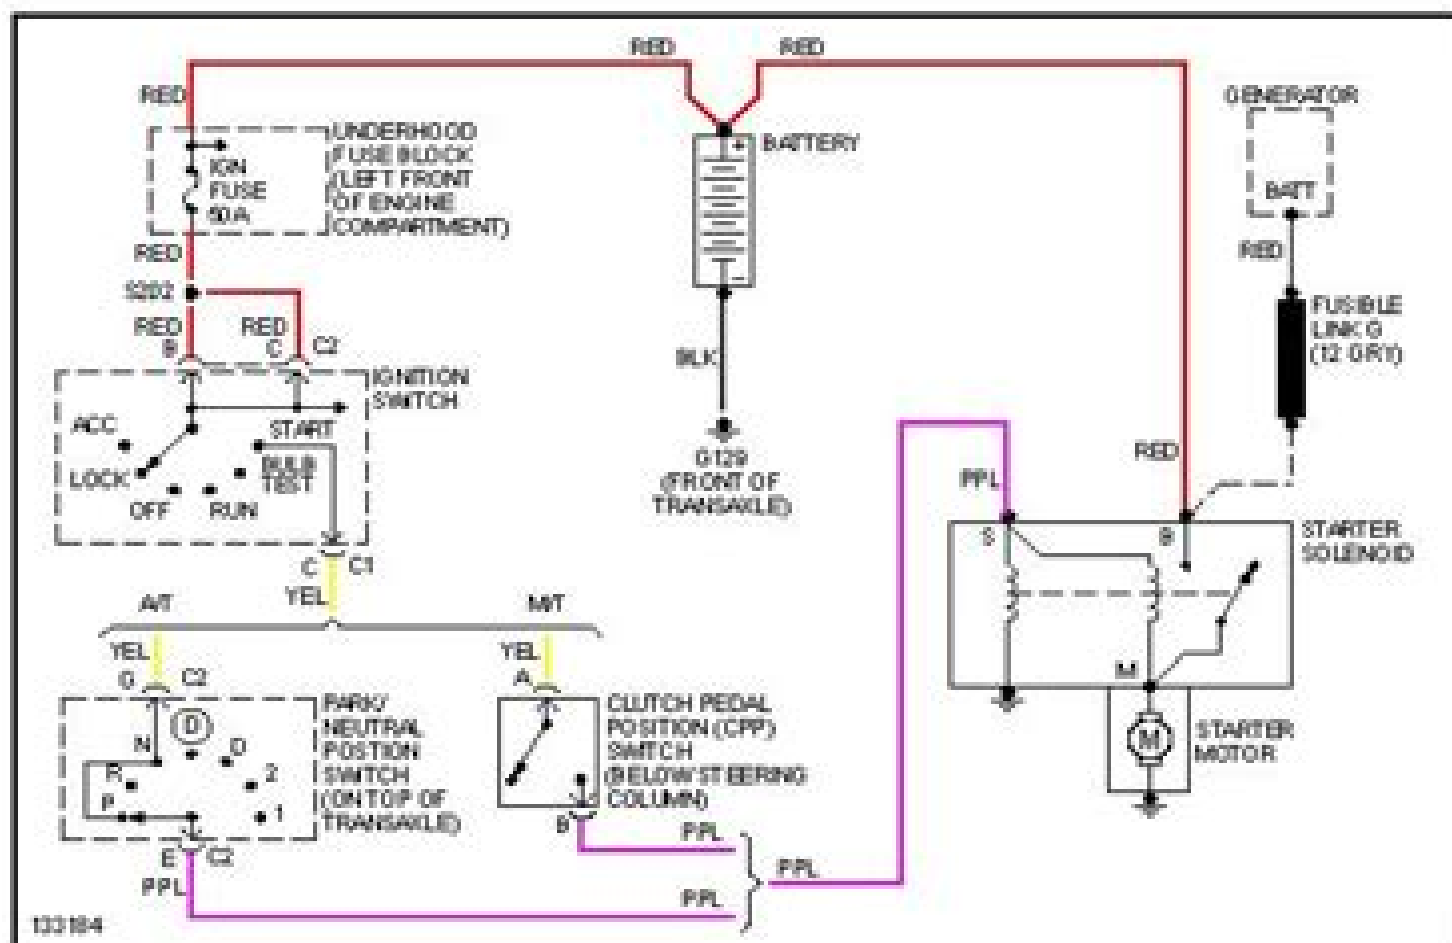 RED
RED
RED
GENERATOR
UNDERHOOD
FUSE BLOCK
(LEFT FRONT
OF ENGINE
COMPARTMENT)
IGN
FUSE
BATTERY
+
BATT
RED
S202
RED
RED
RED
B
C
C2
RED
FUSIBLE
LINK G
(12 GRY)
BLK
IGNITION
SWITCH
ACC
START
LOCK
BULB
TEST
OFF
RUN
G129
(FRONT OF
TRANSAXLE)
RED
PPL
S
B
STARTER
SOLENOID
C
C1
YEL
A/T
M/T
YEL
YEL
G
C2
A
M
PARK/
NEUTRAL
POSTION
SWITCH
(ON TOP OF
TRANSAXLE)
N
D
D
R
2
P
1
CLUTCH PEDAL
POSITION (CPP)
SWITCH
(BELOW STEERING
COLUMN)
M
STARTER
MOTOR
B
PPL
E
C2
PPL
PPL
PPL
133184